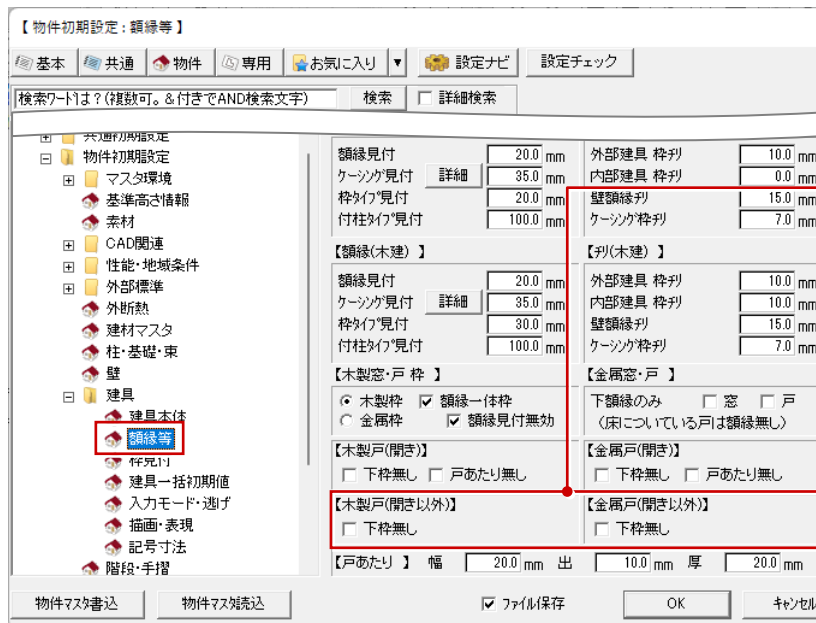 【 物件初期設定 : 額縁等 】
基本 共通 物件 専用 お気に入り ▼ 設定ナビ 設定チェック
検索ワードは？(複数可。＆付きでAND検索文字) 検索 詳細検索
共通初期設定
物件初期設定
マスタ環境
基準高さ情報
素材
CAD関連
性能・地域条件
外部標準
外断熱
建材マスタ
柱・基礎・束
壁
建具
建具本体
額縁等
枠見付
建具一括初期値
入力モード・逃げ
描画・表現
記号寸法
階段・手摺
額縁見付 20.0 mm
ケーシング見付 詳細 35.0 mm
枠タイプ見付 20.0 mm
付柱タイプ見付 100.0 mm
外部建具 枠チリ 10.0 mm
内部建具 枠チリ 0.0 mm
壁額縁チリ 15.0 mm
ケーシング枠チリ 7.0 mm
【額縁(木建) 】
額縁見付 20.0 mm
ケーシング見付 詳細 35.0 mm
枠タイプ見付 30.0 mm
付柱タイプ見付 100.0 mm
【チリ(木建) 】
外部建具 枠チリ 10.0 mm
内部建具 枠チリ 10.0 mm
壁額縁チリ 15.0 mm
ケーシング枠チリ 7.0 mm
【木製窓・戸 枠 】
木製枠 額縁一体枠
金属枠 額縁見付無効
【金属窓・戸 】
下額縁のみ 窓 戸
(床についている戸は額縁無し)
【木製戸(開き)】
下枠無し 戸あたり無し
【金属戸(開き)】
下枠無し 戸あたり無し
【木製戸(開き以外)】
下枠無し
【金属戸(開き以外)】
下枠無し
【戸あたり 】 幅 20.0 mm 出 10.0 mm 厚 20.0 mm
物件マスタ書込 物件マスタ読込 ファイル保存 OK キャンセル